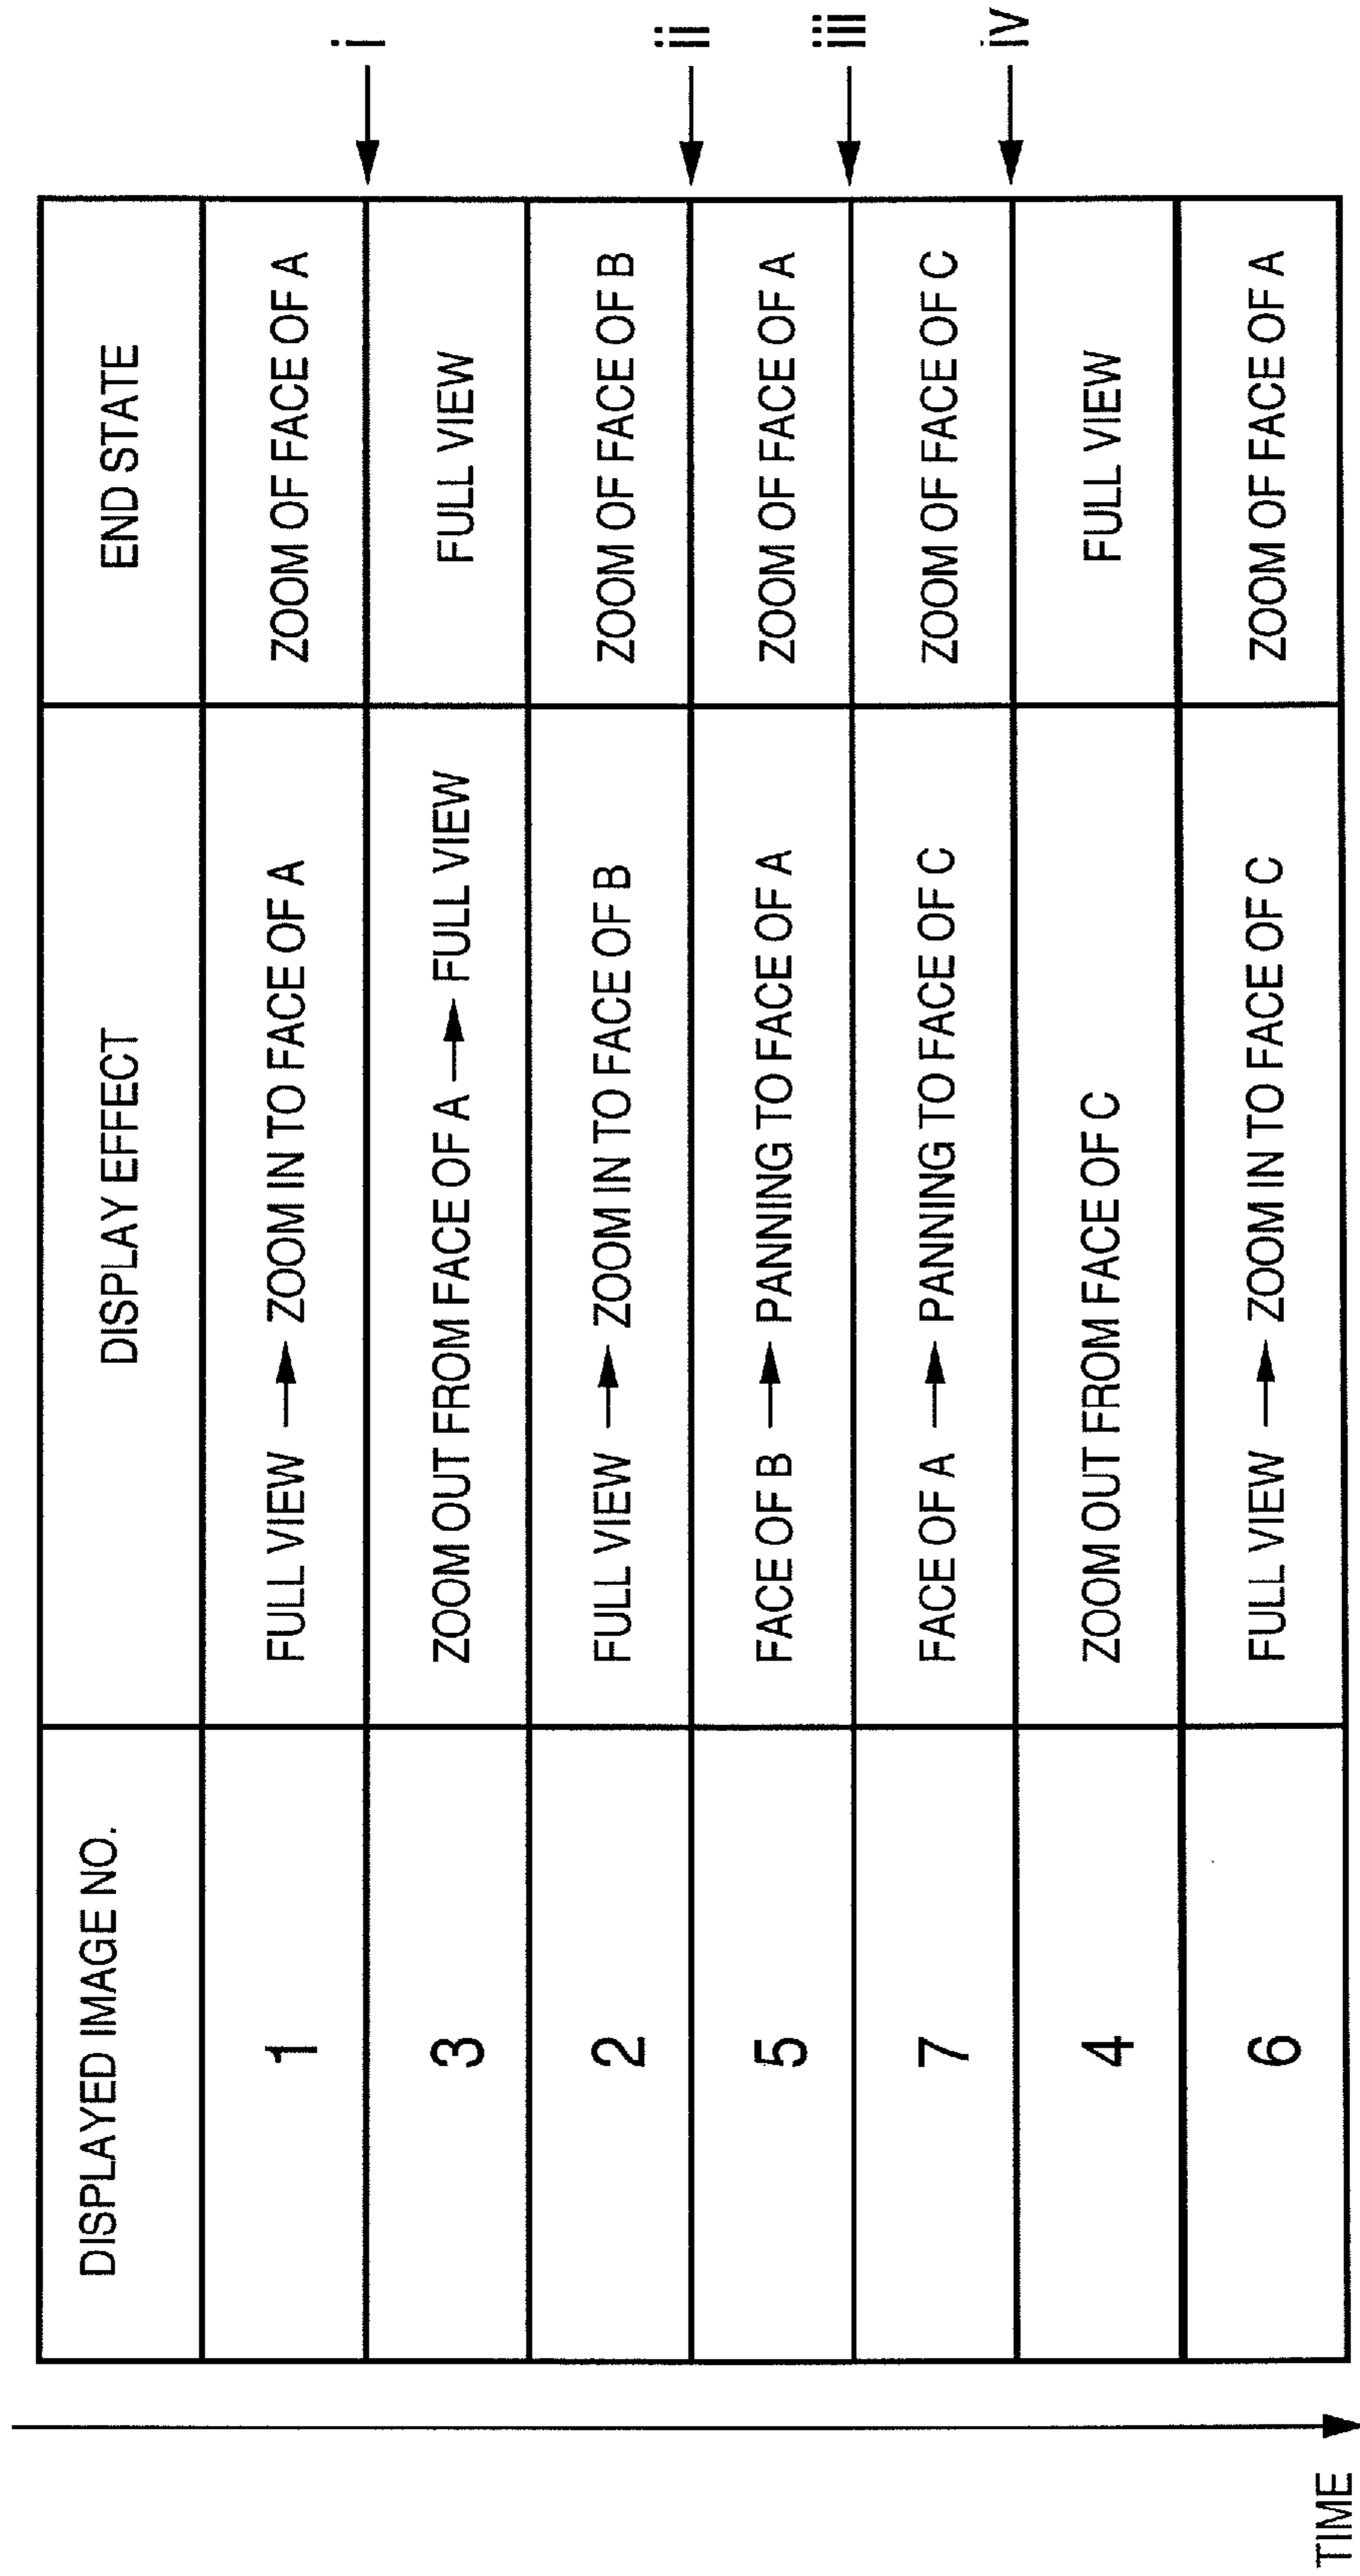 DISPLAYED IMAGE NO. DISPLAY EFFECT END STATE
1 FULL VIEW → ZOOM IN TO FACE OF A ZOOM OF FACE OF A
i
3 ZOOM OUT FROM FACE OF A → FULL VIEW FULL VIEW
2 FULL VIEW → ZOOM IN TO FACE OF B ZOOM OF FACE OF B
ii
5 FACE OF B → PANNING TO FACE OF A ZOOM OF FACE OF A
iii
7 FACE OF A → PANNING TO FACE OF C ZOOM OF FACE OF C
iv
4 ZOOM OUT FROM FACE OF C FULL VIEW
6 FULL VIEW → ZOOM IN TO FACE OF C ZOOM OF FACE OF A
TIME